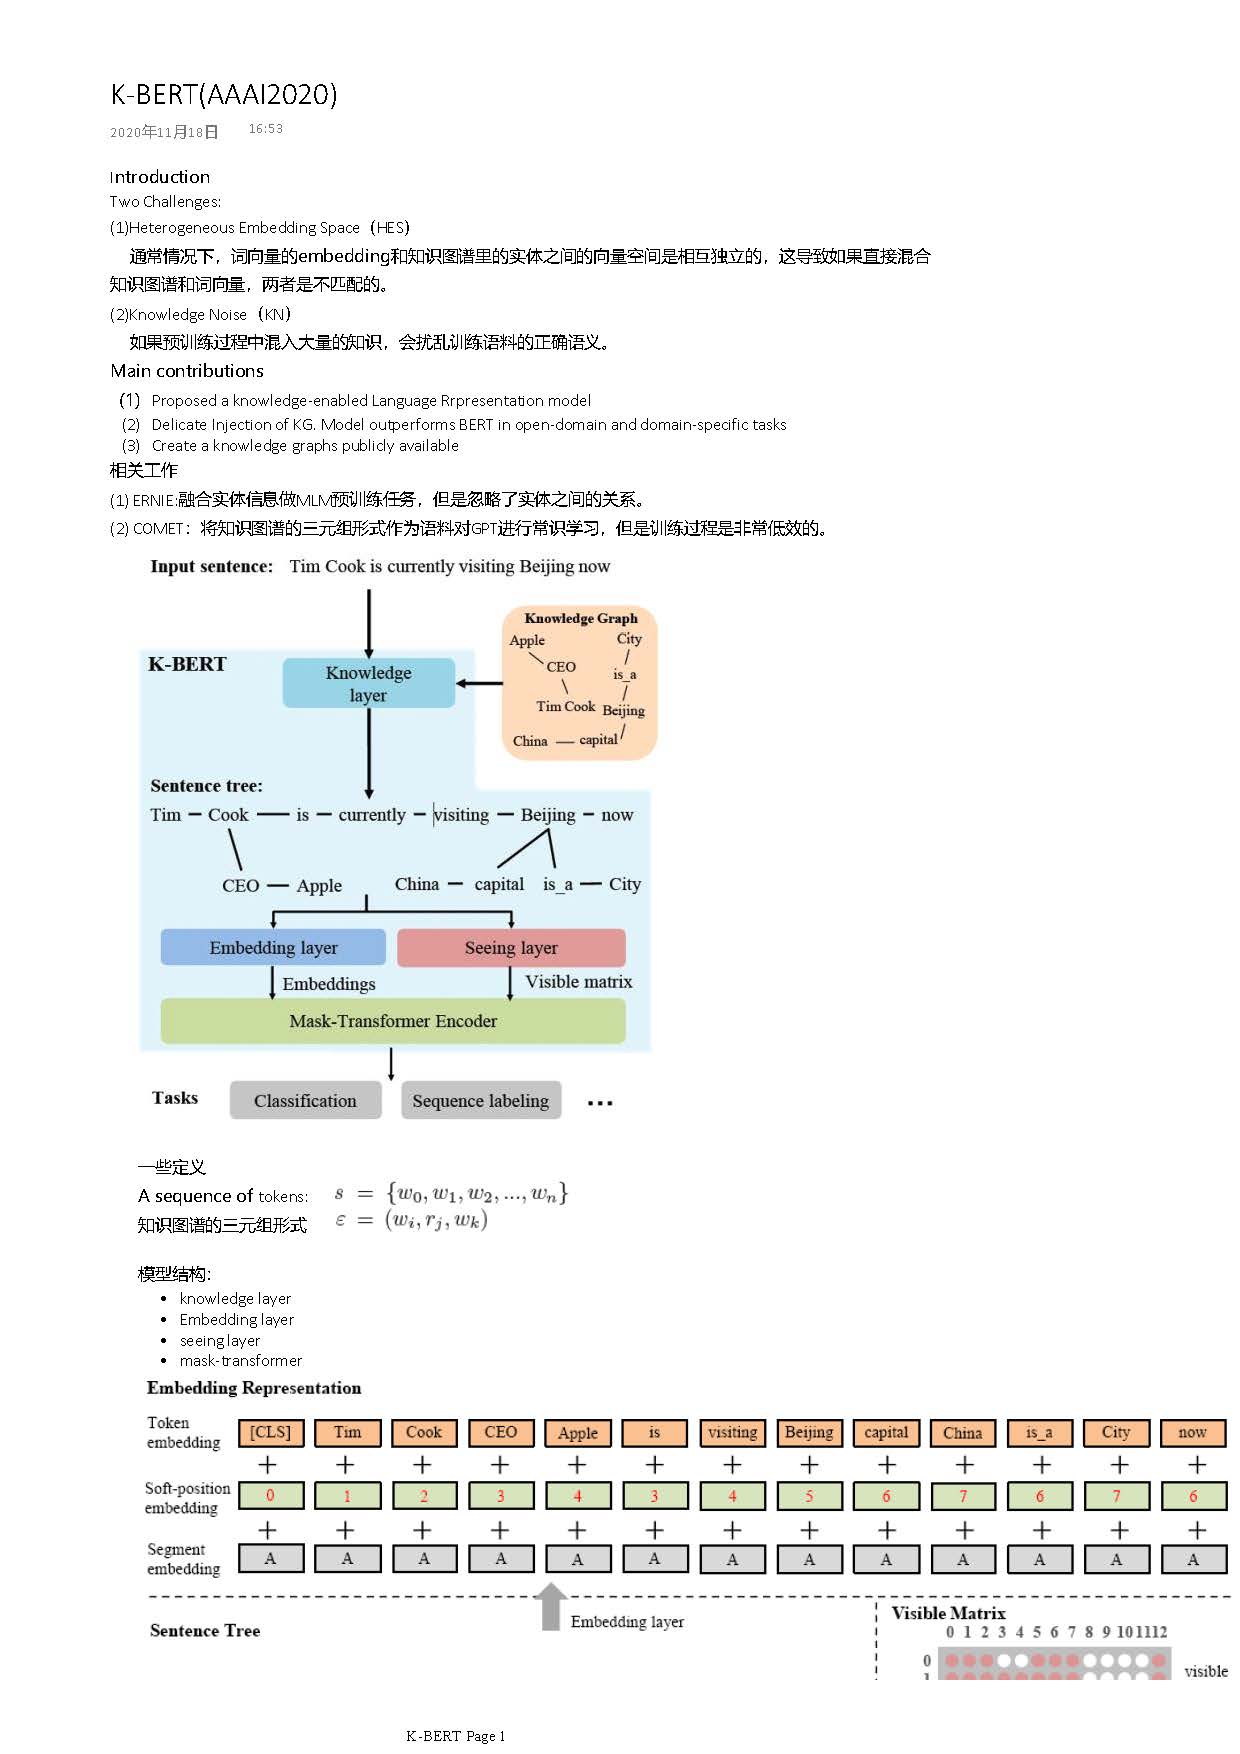 K-BERT(AAAI2020)
2020年11月18日 16:53
Introduction
Two Challenges:
(1)Heterogeneous Embedding Space（HES）
通常情况下，词向量的embedding和知识图谱里的实体之间的向量空间是相互独立的，这导致如果直接混合
知识图谱和词向量，两者是不匹配的。
(2)Knowledge Noise（KN）
如果预训练过程中混入大量的知识，会扰乱训练语料的正确语义。
Main contributions
(1) Proposed a knowledge-enabled Language Rrpresentation model
(2) Delicate Injection of KG. Model outperforms BERT in open-domain and domain-specific tasks
(3) Create a knowledge graphs publicly available
相关工作
(1) ERNIE:融合实体信息做MLM预训练任务，但是忽略了实体之间的关系。
(2) COMET：将知识图谱的三元组形式作为语料对GPT进行常识学习，但是训练过程是非常低效的。
Input sentence: Tim Cook is currently visiting Beijing now
Knowledge Graph
Apple City
CEO is_a
Tim Cook Beijing
China — capital
K-BERT
Knowledge
layer
Sentence tree:
Tim — Cook — is — currently — visiting — Beijing — now
CEO — Apple China — capital is_a — City
Embedding layer Seeing layer
Embeddings Visible matrix
Mask-Transformer Encoder
Tasks Classification Sequence labeling ...
一些定义
A sequence of tokens: s = {w₀, w₁, w₂, ..., wₙ}
知识图谱的三元组形式 ε = (wᵢ, rⱼ, wₖ)
模型结构：
• knowledge layer
• Embedding layer
• seeing layer
• mask-transformer
Embedding Representation
Token
embedding [CLS] Tim Cook CEO Apple is visiting Beijing capital China is_a City now
+ + + + + + + + + + + + +
Soft-position
embedding 0 1 2 3 4 3 4 5 6 7 6 7 6
+ + + + + + + + + + + + +
Segment
embedding A A A A A A A A A A A A A
Embedding layer
Sentence Tree
Visible Matrix
0 1 2 3 4 5 6 7 8 9 10 11 12
0
1
visible
K-BERT Page 1